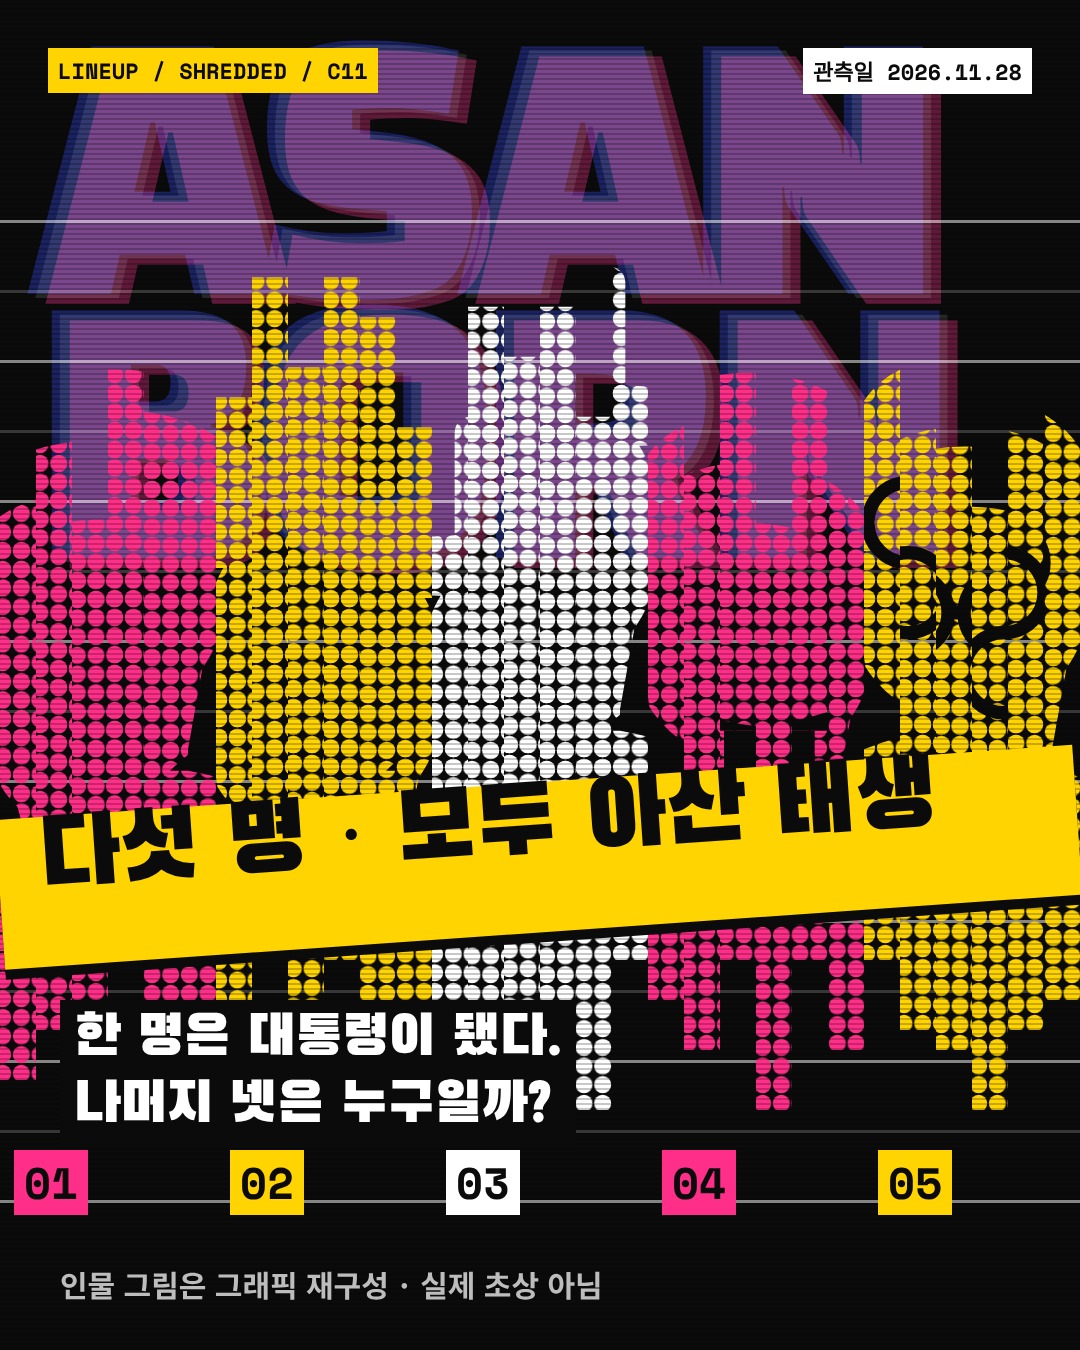 LINEUP / SHREDDED / C11
관측일 2026.11.28
ASAN
BORN
다섯 명 · 모두 아산 태생
한 명은 대통령이 됐다.
나머지 넷은 누구일까?
01
02
03
04
05
인물 그림은 그래픽 재구성 · 실제 초상 아님